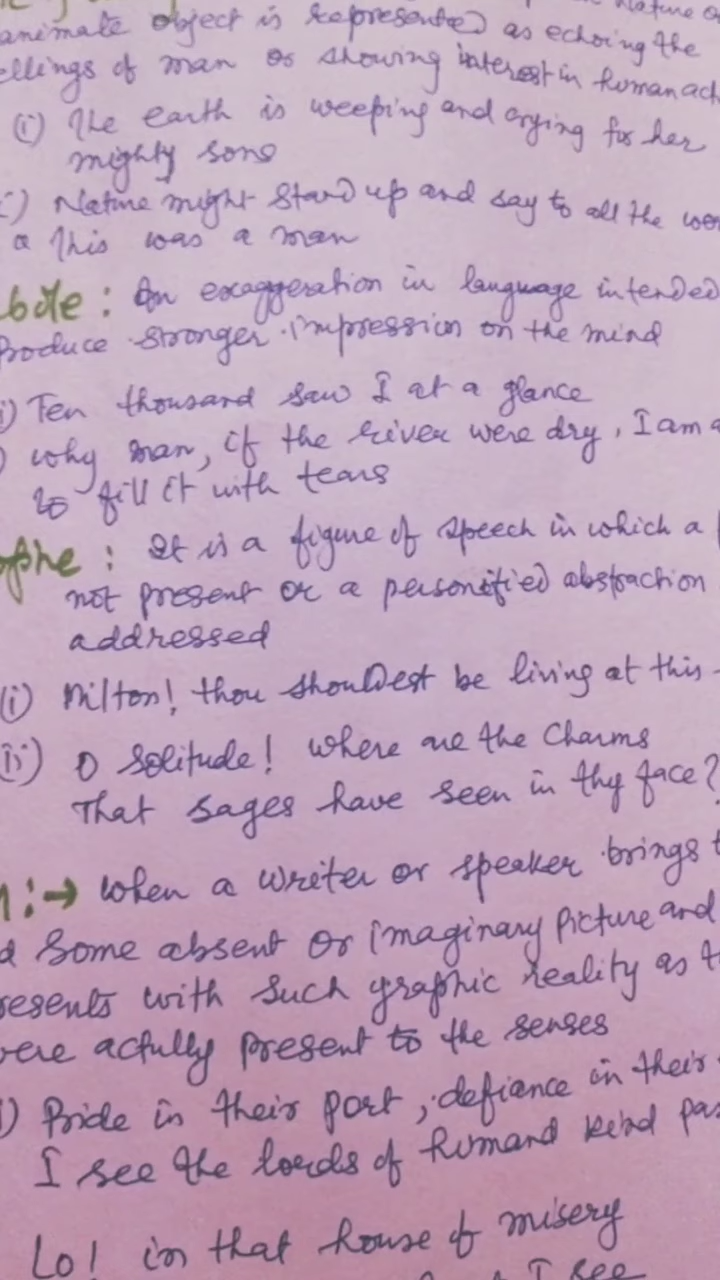 Nature
animate object is represented as echoing the
ellings of man or showing interest in human act
(i) The earth is weeping and crying for her
mighty sons
Nature might stand up and say to all the wor
a This was a man
bole : An exaggeration in language intended
Produce stronger impression on the mind
i) Ten thousand saw I at a glance
) why man, if the river were dry, I am a
to fill it with tears
: It is a figure of speech in which a
not present or a personified abstraction
addressed
(i) Milton! thou shouldest be living at this
(ii) O Solitude! where are the Charms
That sages have seen in thy face?
n :→ when a writer or speaker brings t
d some absent or imaginary picture and
resents with such graphic reality as t
were actully present to the senses
i) Pride in their port, defiance in their
I see the lords of humand keind pas
Lo! in that house of misery
I see